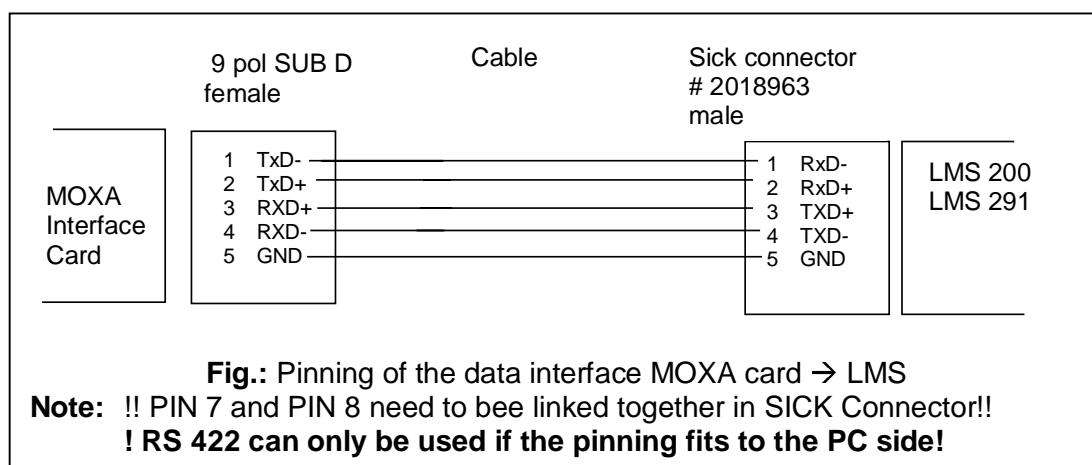 9 pol SUB D
female
Cable
Sick connector
# 2018963
male
MOXA
Interface
Card
1 TxD-
2 TxD+
3 RXD+
4 RXD-
5 GND
1 RxD-
2 RxD+
3 TXD+
4 TXD-
5 GND
LMS 200
LMS 291
Fig.: Pinning of the data interface MOXA card → LMS
Note: !! PIN 7 and PIN 8 need to bee linked together in SICK Connector!!
! RS 422 can only be used if the pinning fits to the PC side!